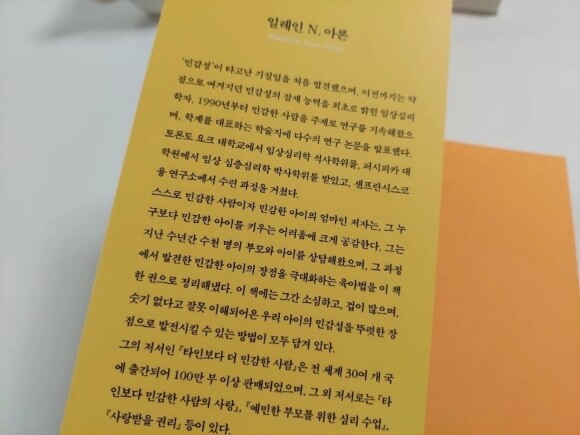 일레인 N. 아론
'민감성'이 타고난 기질임을 처음 발견했으며, 이전까지는 약
점으로 여겨지던 민감성의 잠재 능력을 최초로 밝힌 임상심리
학자. 1990년부터 민감한 사람을 주제로 연구를 지속해왔으
며, 학계를 대표하는 학술지에 다수의 연구 논문을 발표했다.
토론토 요크 대학교에서 임상심리학 석사학위를, 퍼시피카 대
학원에서 임상 심층심리학 박사학위를 받았고, 샌프란시스코
융 연구소에서 수련 과정을 거쳤다.
스스로 민감한 사람이자 민감한 아이의 엄마인 저자는, 그 누
구보다 민감한 아이를 키우는 어려움에 크게 공감한다. 그는
지난 수년간 수천 명의 부모와 아이를 상담해왔으며, 그 과정
에서 발견한 민감한 아이의 장점을 극대화하는 육아법을 이 책
한 권으로 정리해냈다. 이 책에는 그간 소심하고, 겁이 많으며,
숫기 없다고 잘못 이해되어온 우리 아이의 민감성을 뚜렷한 장
점으로 발전시킬 수 있는 방법이 모두 담겨 있다.
그의 저서인 『타인보다 더 민감한 사람』은 전 세계 30여 개 국
에 출간되어 100만 부 이상 판매되었으며, 그 외 저서로는 『타
인보다 민감한 사람의 사랑』, 『예민한 부모를 위한 심리 수업』,
『사랑받을 권리』 등이 있다.